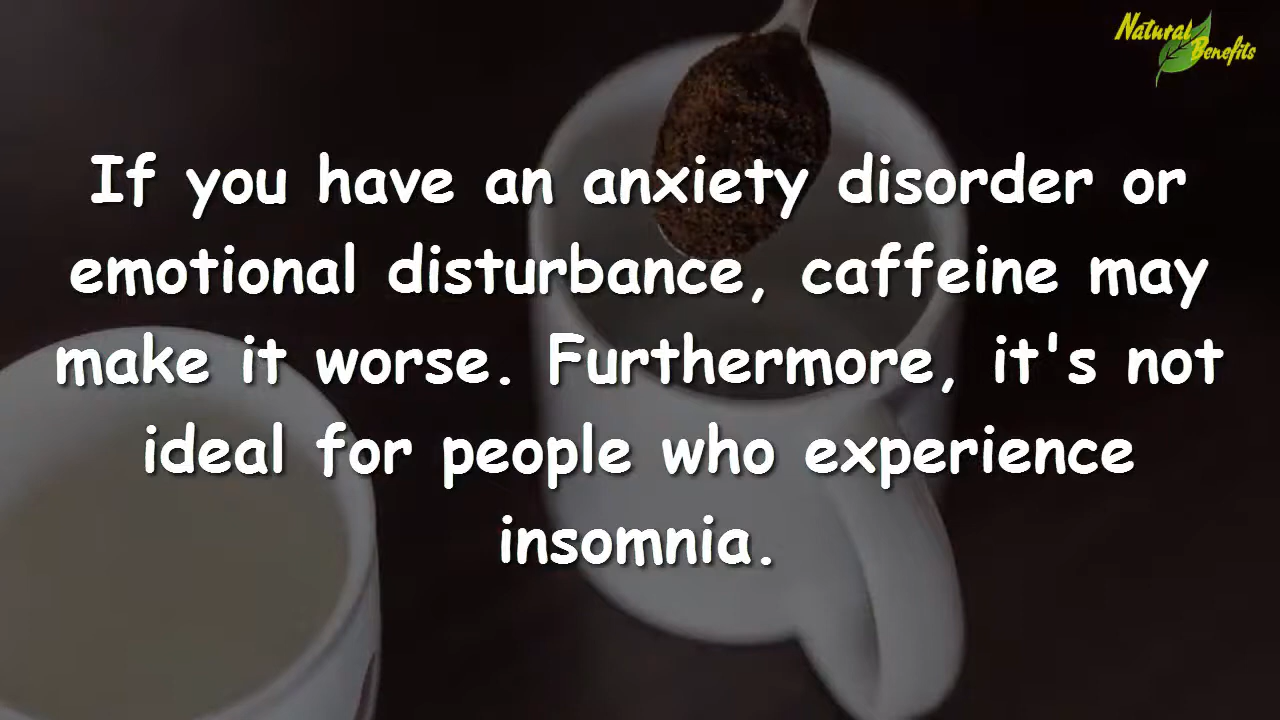 Natural
Benefits
If you have an anxiety disorder or
emotional disturbance, caffeine may
make it worse. Furthermore, it's not
ideal for people who experience
insomnia.